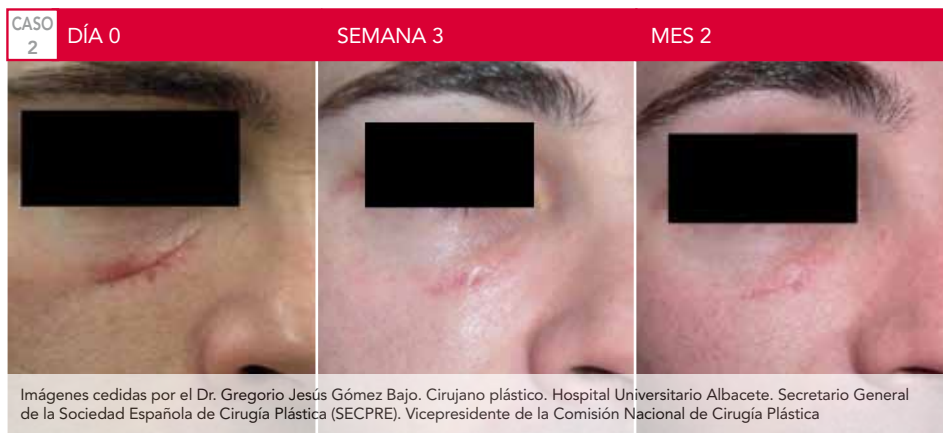 CASO
2
DÍA 0
SEMANA 3
MES 2
Imágenes cedidas por el Dr. Gregorio Jesús Gómez Bajo. Cirujano plástico. Hospital Universitario Albacete. Secretario General
de la Sociedad Española de Cirugía Plástica (SECPRE). Vicepresidente de la Comisión Nacional de Cirugía Plástica